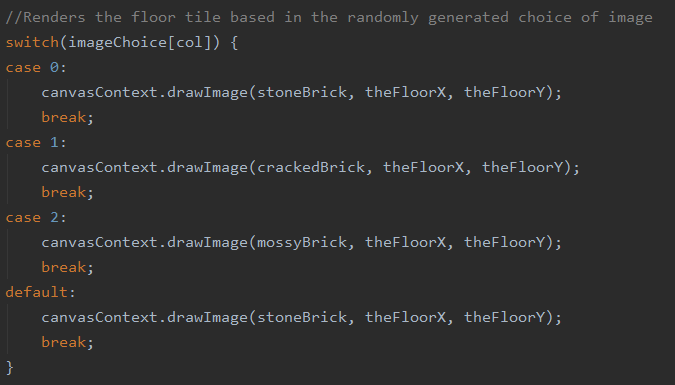 //Renders the floor tile based in the randomly generated choice of image
switch(imageChoice[col]) {
case 0:
    canvasContext.drawImage(stoneBrick, theFloorX, theFloorY);
    break;
case 1:
    canvasContext.drawImage(crackedBrick, theFloorX, theFloorY);
    break;
case 2:
    canvasContext.drawImage(mossyBrick, theFloorX, theFloorY);
    break;
default:
    canvasContext.drawImage(stoneBrick, theFloorX, theFloorY);
    break;
}